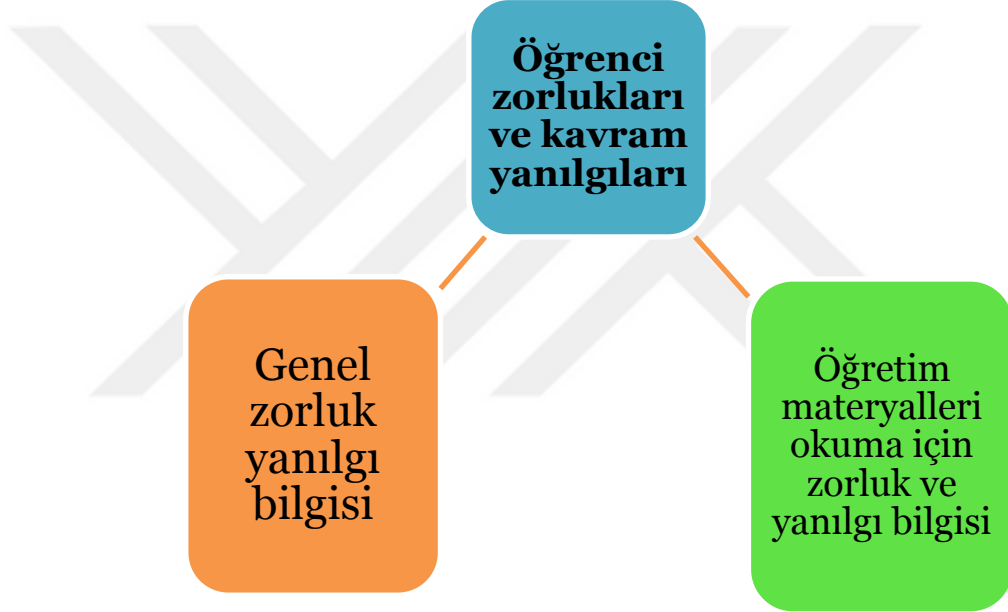 Öğrenci
zorlukları
ve kavram
yanılgıları
Genel
zorluk
yanılgı
bilgisi
Öğretim
materyalleri
okuma için
zorluk ve
yanılgı bilgisi